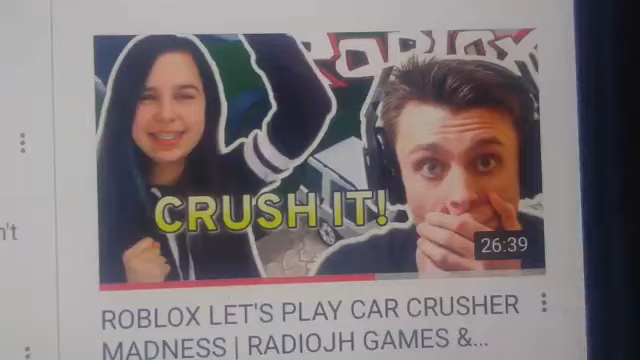 ROBLOX
CRUSH IT!
26:39
n't
ROBLOX LET'S PLAY CAR CRUSHER
MADNESS | RADIOJH GAMES &...